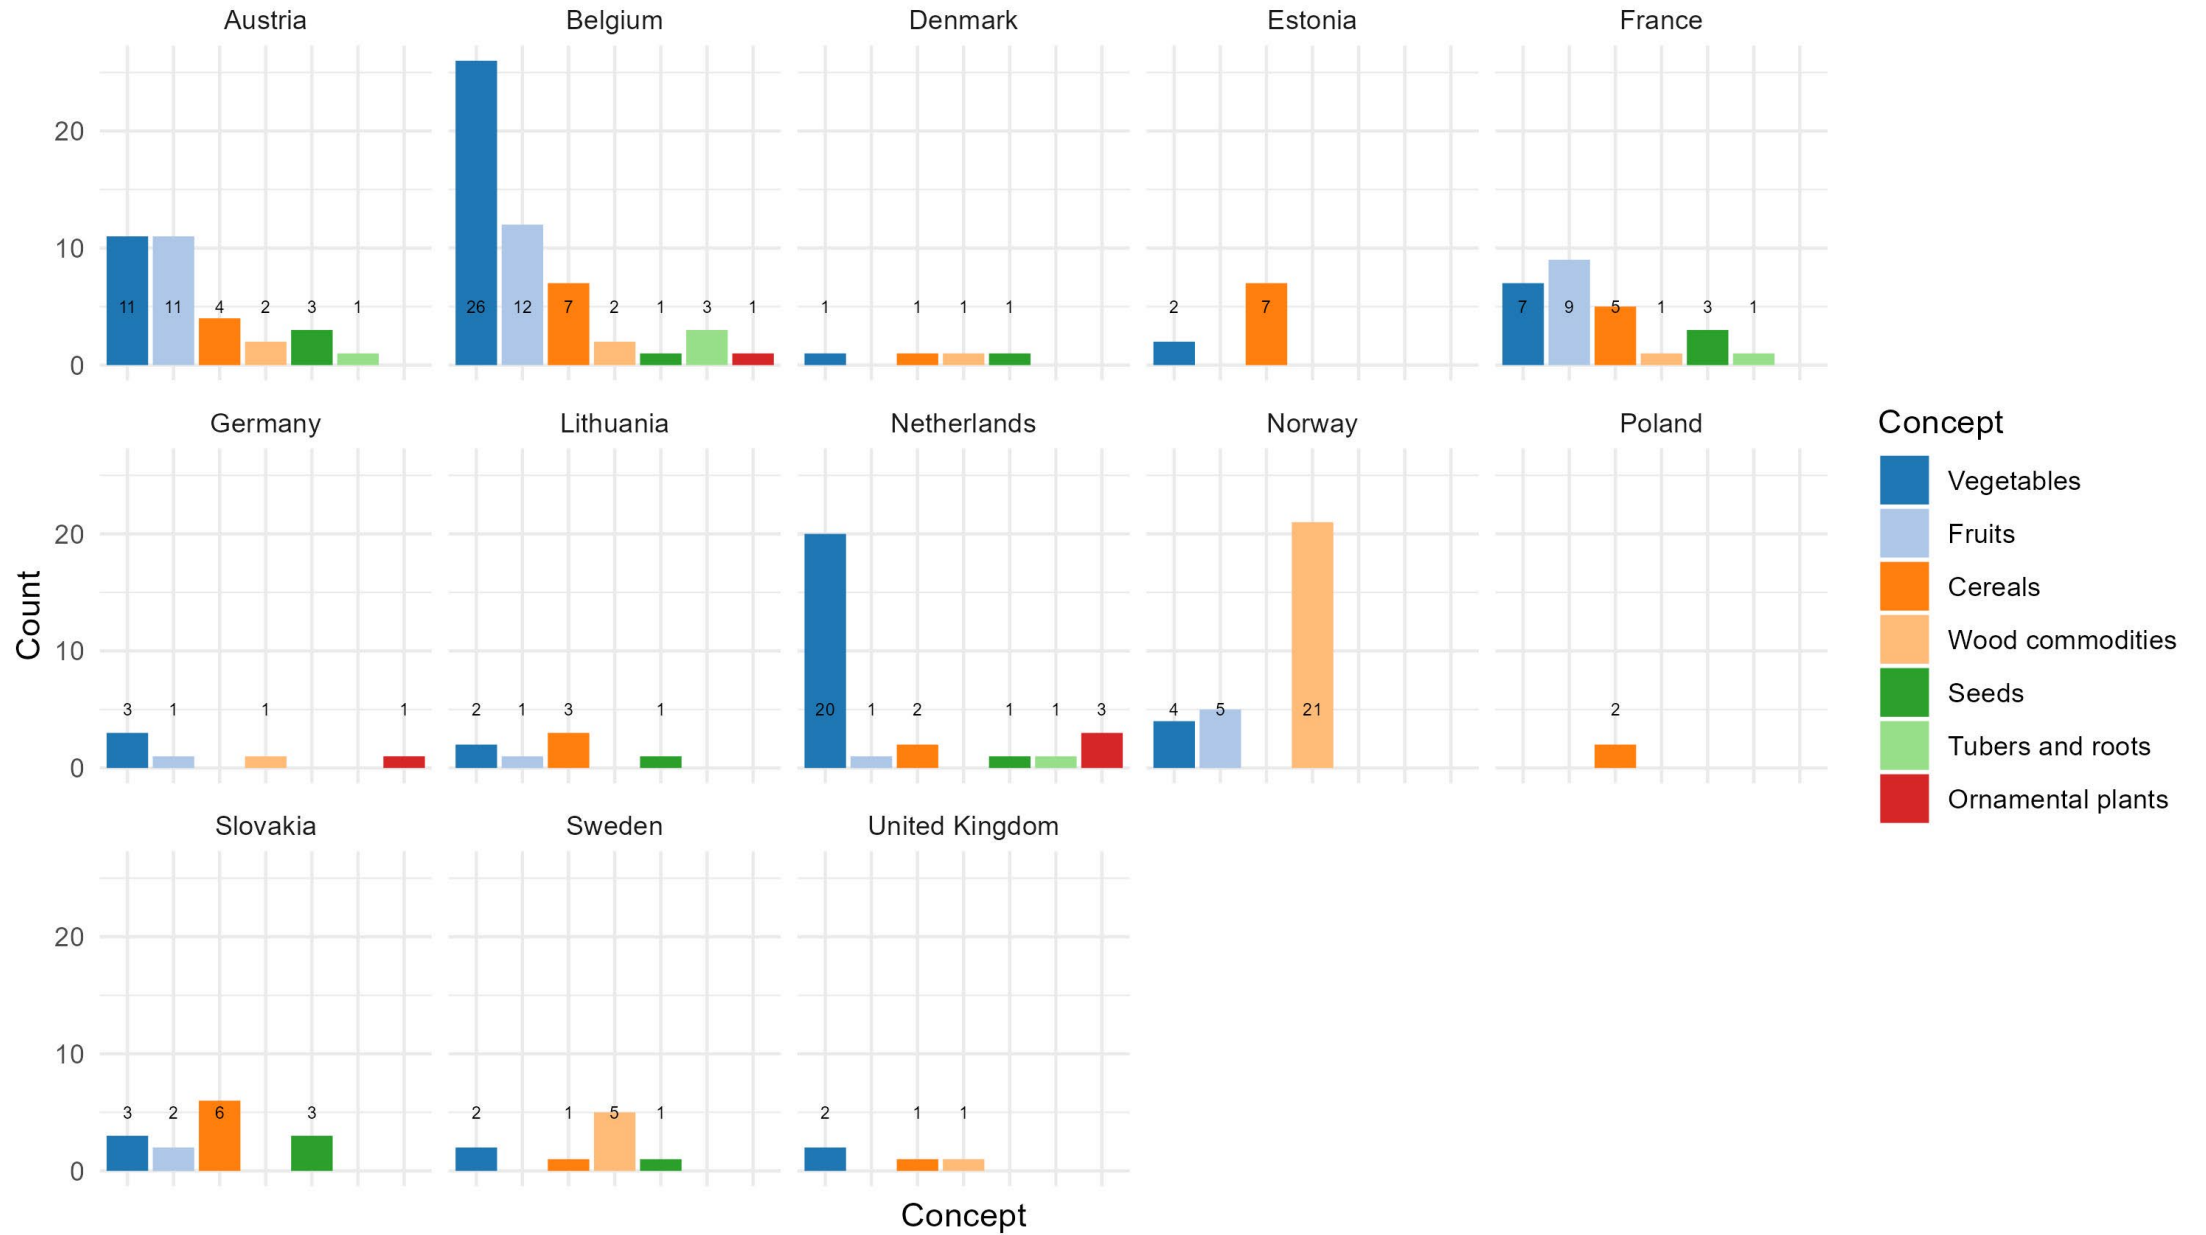 Austria Belgium Denmark Estonia France
20
10
0
11 11 4 2 3 1
26 12 7 2 1 3 1
1 1 1 1
2 7
7 9 5 1 3 1
Germany Lithuania Netherlands Norway Poland
20
10
0
3 1 1 1
2 1 3 1
20 1 2 1 1 3
4 5 21
2
Slovakia Sweden United Kingdom
20
10
0
3 2 6 3
2 1 5 1
2 1 1
Count
Concept
Concept
Vegetables
Fruits
Cereals
Wood commodities
Seeds
Tubers and roots
Ornamental plants